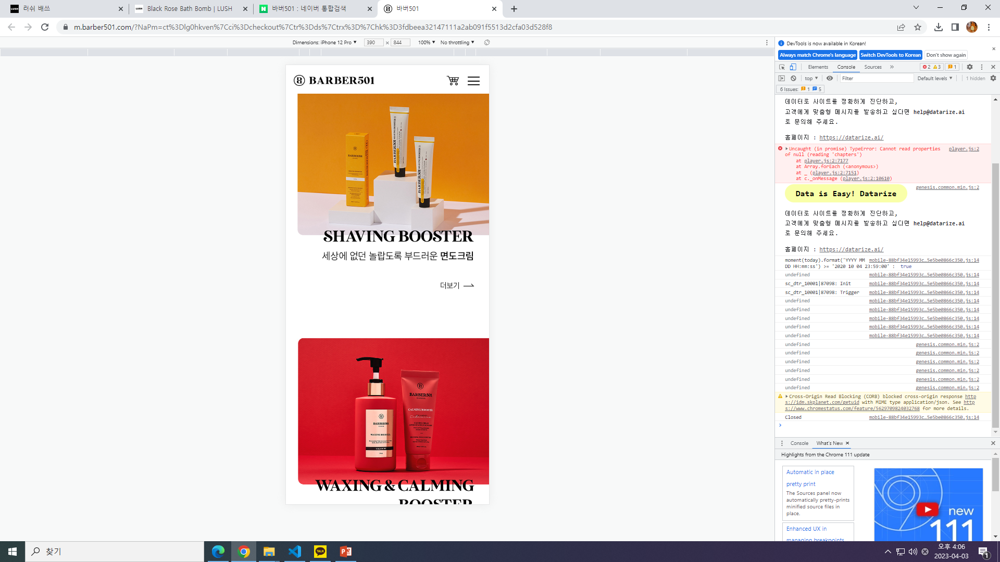 러쉬 배쓰
Black Rose Bath Bomb | LUSH
바버501 : 네이버 통합검색
바버501
m.barber501.com/?NaPm=ct%3Dlg0hkven%7Cci%3Dcheckout%7Ctr%3Dds%7Ctrx%3D%7Chk%3D3fdbeea32147111a2ab091f5513d2cfa03d528f8
Dimensions: iPhone 12 Pro ▼ 390 × 844 100% ▼ No throttling ▼
BARBER501
SHAVING BOOSTER
세상에 없던 놀랍도록 부드러운 면도크림
더보기
BARBER501
WAXING BOOSTER
CALMING
BARBER501
CALMING BOOSTER
WAXING & CALMING
BOOSTER
DevTools is now available in Korean!
Always match Chrome's language Switch DevTools to Korean Don't show again
Elements Console Sources » 2 3 1
top ▼ Filter Default levels ▼ 1 hidden
6 Issues: 1 5
데이터로 사이트을 정확하게 진단하고,
고객에게 맞춤형 메시지을 발송하고 싶다면 help@datarize.ai
로 문의해 주세요.
홈페이지 : https://datarize.ai/
Uncaught (in promise) TypeError: Cannot read properties player.js:2
of null (reading 'chapters')
at player.js:2:7177
at Array.forEach (<anonymous>)
at _ (player.js:2:7151)
at c._onMessage (player.js:2:10610)
genesis.common.min.js:2
Data is Easy! Datarize
데이터로 사이트을 정확하게 진단하고,
고객에게 맞춤형 메시지을 발송하고 싶다면 help@datarize.ai
로 문의해 주세요.
홈페이지 : https://datarize.ai/
moment(today).format('YYYY MM mobile-88bf34e15993c…5e5be0866c350.js:14
DD HH:mm:ss') >= '2020 10 04 23:59:00' : true
undefined mobile-88bf34e15993c…5e5be0866c350.js:14
sc_dtr_10001|87098: Init mobile-88bf34e15993c…5e5be0866c350.js:14
sc_dtr_10001|87098: Trigger mobile-88bf34e15993c…5e5be0866c350.js:14
undefined mobile-88bf34e15993c…5e5be0866c350.js:14
undefined mobile-88bf34e15993c…5e5be0866c350.js:14
undefined mobile-88bf34e15993c…5e5be0866c350.js:14
undefined mobile-88bf34e15993c…5e5be0866c350.js:14
undefined mobile-88bf34e15993c…5e5be0866c350.js:14
undefined genesis.common.min.js:2
undefined genesis.common.min.js:2
undefined genesis.common.min.js:2
undefined genesis.common.min.js:2
undefined genesis.common.min.js:2
undefined genesis.common.min.js:2
Cross-Origin Read Blocking (CORB) blocked cross-origin response http
s://idm.skplanet.com/getuid with MIME type application/json. See http
s://www.chromestatus.com/feature/5629709824032768 for more details.
Closed mobile-88bf34e15993c…5e5be0866c350.js:14
Console What's New
Highlights from the Chrome 111 update
Automatic in place
pretty print
The Sources panel now
automatically pretty-prints
minified source files in
place.
Enhanced UX in
managing breakpoints
new
111
찾기
TALK
오후 4:06
2023-04-03
1